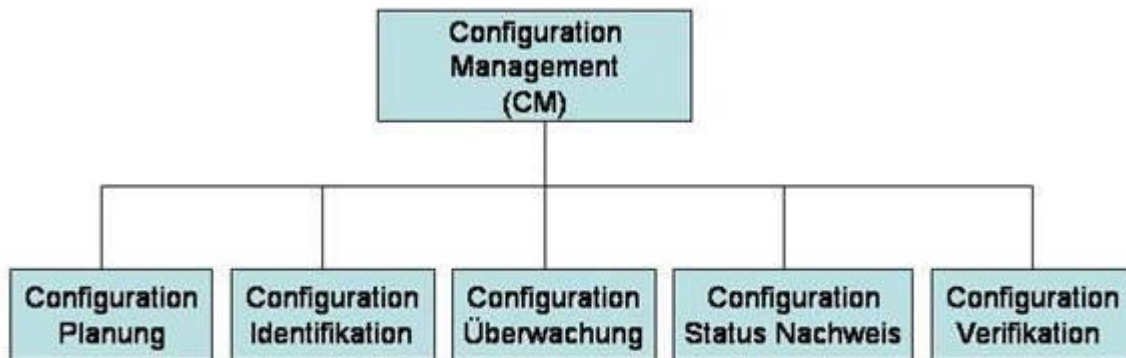 Configuration
Management
(CM)
Configuration
Planung
Configuration
Identifikation
Configuration
Überwachung
Configuration
Status Nachweis
Configuration
Verifikation